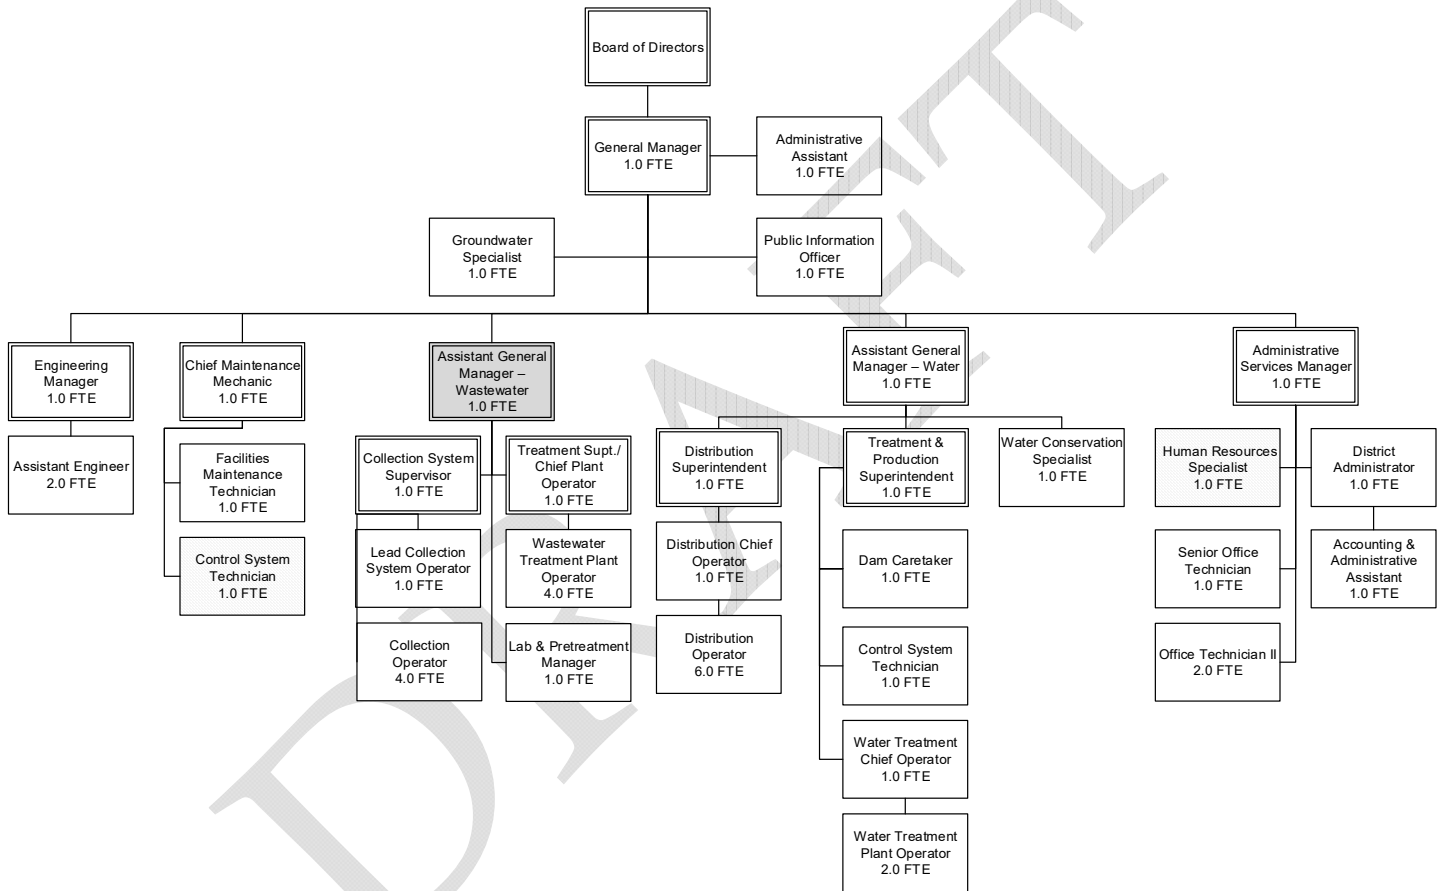 Board of Directors
General Manager
1.0 FTE
Administrative
Assistant
1.0 FTE
Groundwater
Specialist
1.0 FTE
Public Information
Officer
1.0 FTE
Engineering
Manager
1.0 FTE
Chief Maintenance
Mechanic
1.0 FTE
Assistant General
Manager –
Wastewater
1.0 FTE
Assistant General
Manager – Water
1.0 FTE
Administrative
Services Manager
1.0 FTE
Assistant Engineer
2.0 FTE
Facilities
Maintenance
Technician
1.0 FTE
Control System
Technician
1.0 FTE
Collection System
Supervisor
1.0 FTE
Treatment Supt./
Chief Plant
Operator
1.0 FTE
Lead Collection
System Operator
1.0 FTE
Wastewater
Treatment Plant
Operator
4.0 FTE
Collection
Operator
4.0 FTE
Lab & Pretreatment
Manager
1.0 FTE
Distribution
Superintendent
1.0 FTE
Treatment &
Production
Superintendent
1.0 FTE
Water Conservation
Specialist
1.0 FTE
Distribution Chief
Operator
1.0 FTE
Distribution
Operator
6.0 FTE
Dam Caretaker
1.0 FTE
Control System
Technician
1.0 FTE
Water Treatment
Chief Operator
1.0 FTE
Water Treatment
Plant Operator
2.0 FTE
Human Resources
Specialist
1.0 FTE
District
Administrator
1.0 FTE
Senior Office
Technician
1.0 FTE
Accounting &
Administrative
Assistant
1.0 FTE
Office Technician II
2.0 FTE
DRAFT